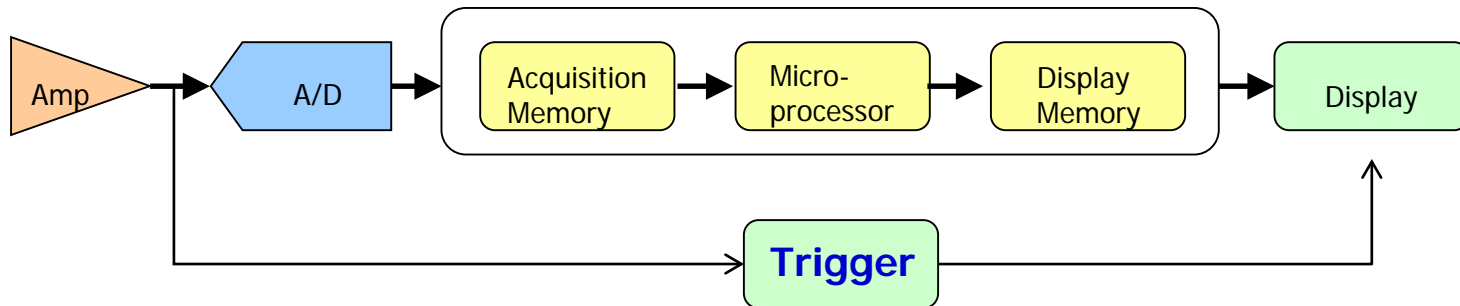 Amp
A/D
Acquisition
Memory
Micro-
processor
Display
Memory
Display
Trigger